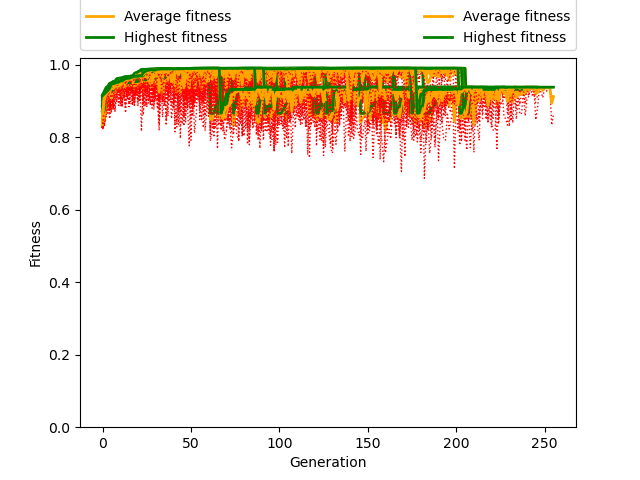 Average fitness Average fitness
Highest fitness Highest fitness
1.0
0.8
0.6
0.4
0.2
0.0
Fitness
0 50 100 150 200 250
Generation